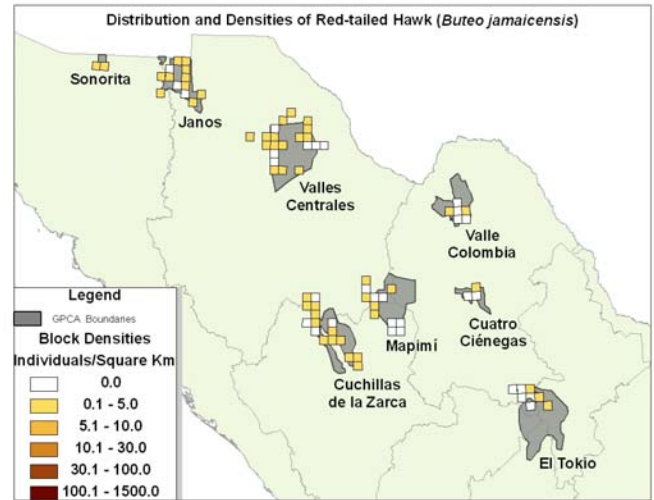 Distribution and Densities of Red-tailed Hawk (Buteo jamaicensis)
Sonorita
Janos
Valles
Centrales
Valle
Colombia
Cuatro
Ciénegas
Mapimí
Cuchillas
de la Zarca
El Tokio
Legend
GPCA Boundaries
Block Densities
Individuals/Square Km
0.0
0.1 - 5.0
5.1 - 10.0
10.1 - 30.0
30.1 - 100.0
100.1 - 1500.0